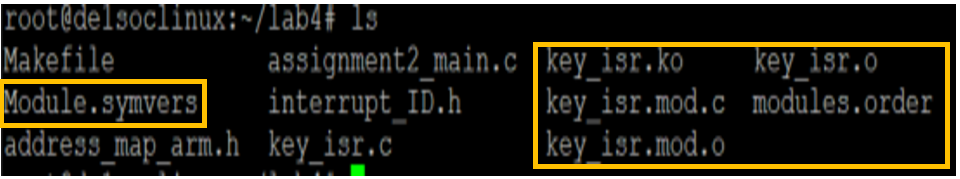 root@de1soclinux:~/lab4# ls
Makefile assignment2_main.c key_isr.ko key_isr.o
Module.symvers interrupt_ID.h key_isr.mod.c modules.order
address_map_arm.h key_isr.c key_isr.mod.o